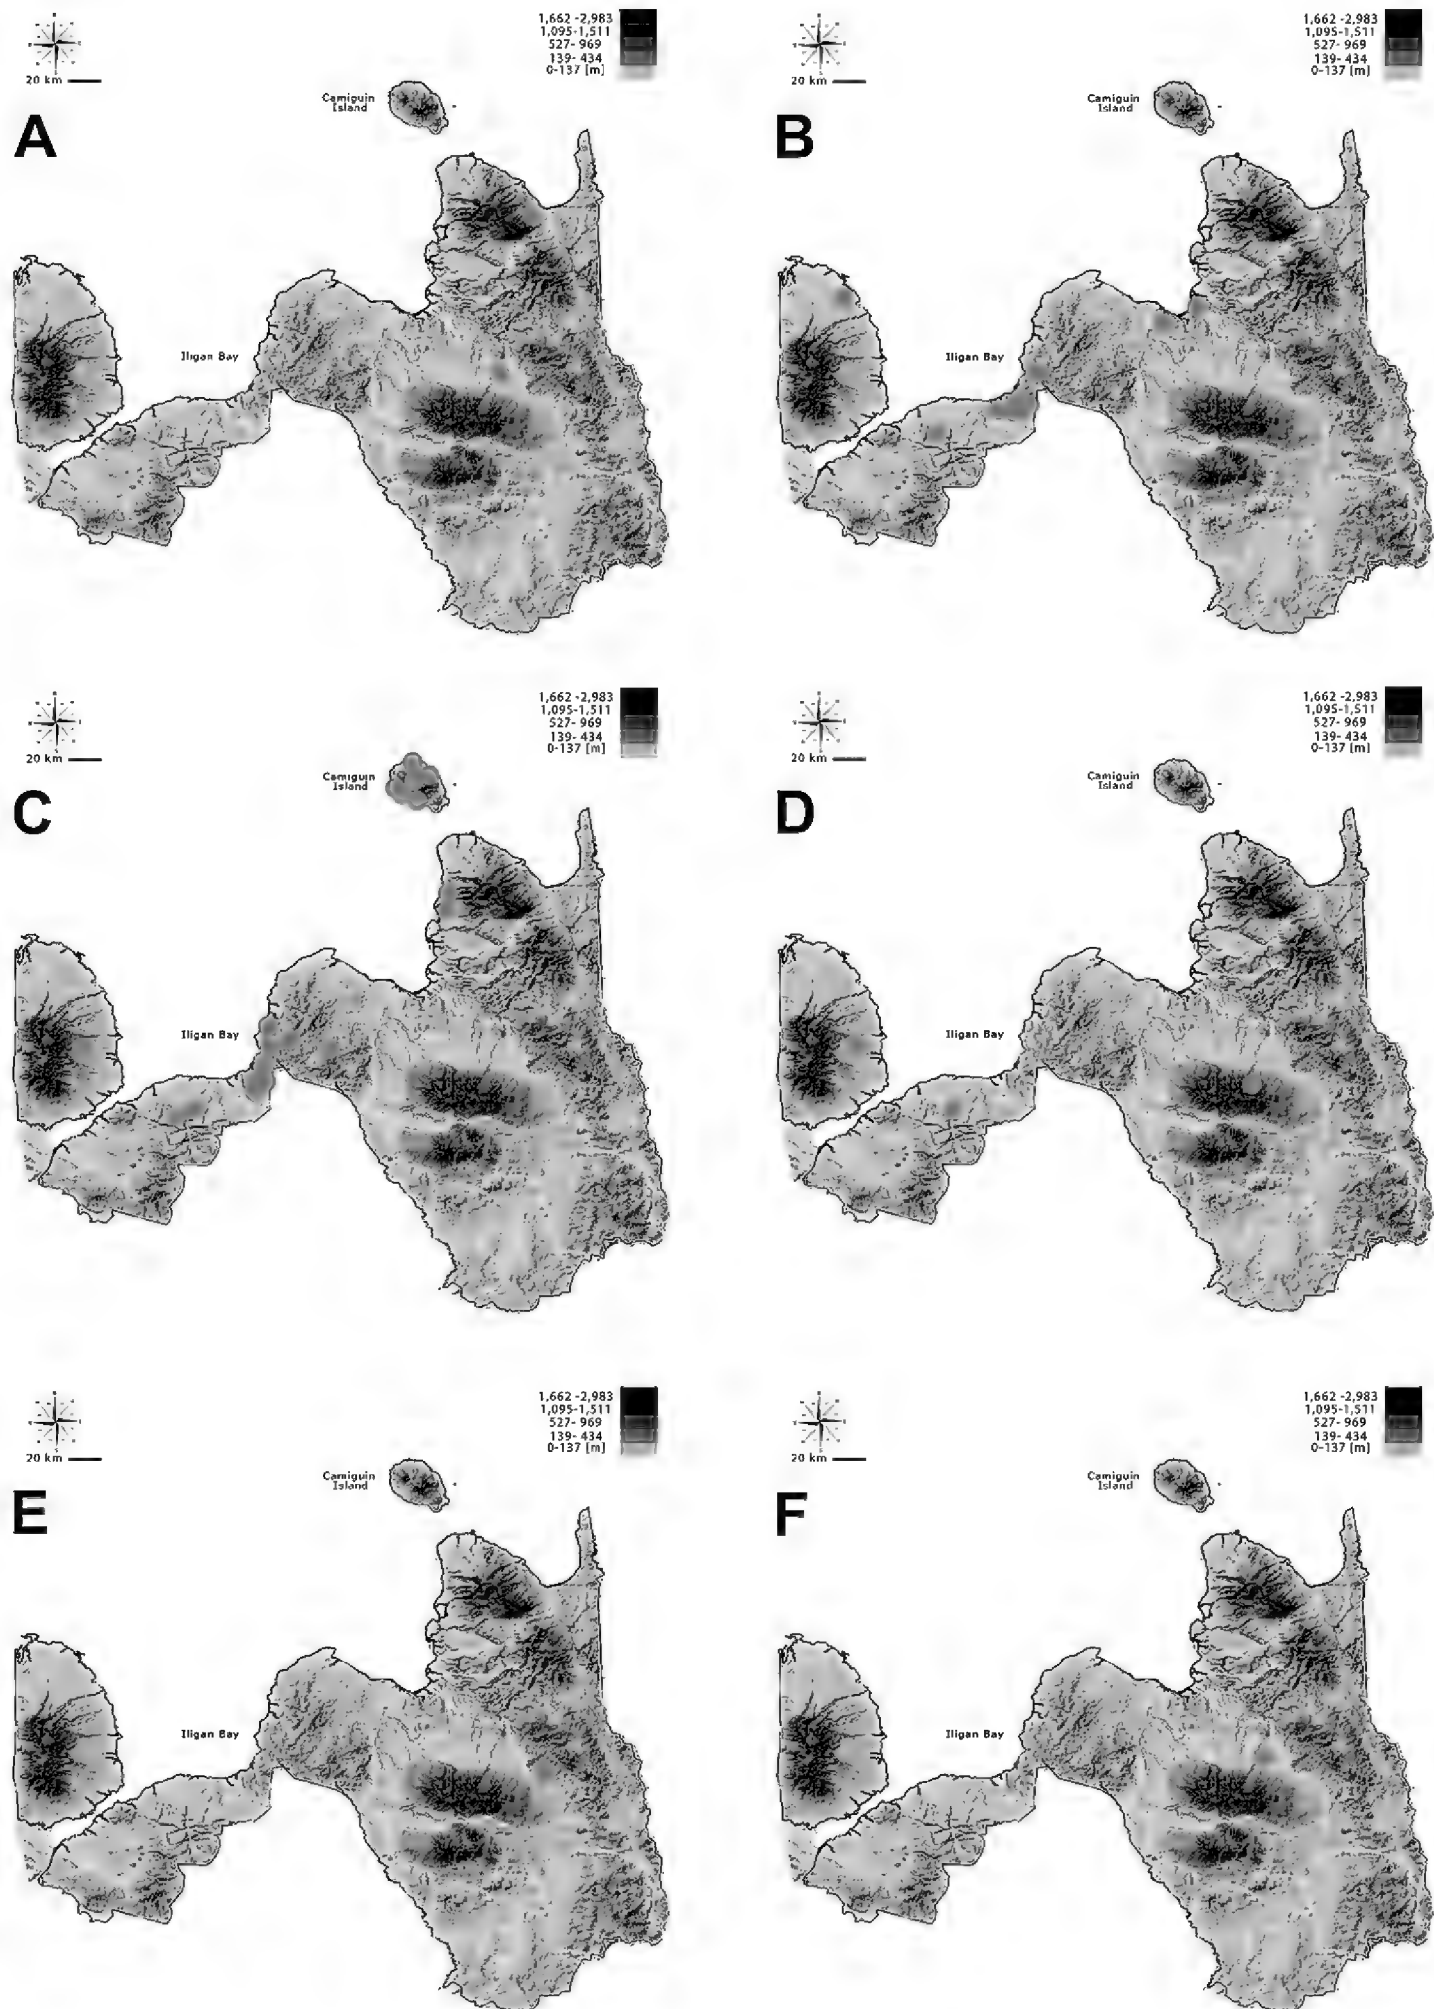 1,662 -2,983
1,095-1,511
527- 969
139- 434
0-137 [m]
20 km
Camiguin
Island
A
Iligan Bay
1,662 -2,983
1,095-1,511
527- 969
139- 434
0-137 [m]
20 km
Camiguin
Island
B
Iligan Bay
1,662 -2,983
1,095-1,511
527- 969
139- 434
0-137 [m]
20 km
Camiguin
Island
C
Iligan Bay
1,662 -2,983
1,095-1,511
527- 969
139- 434
0-137 [m]
20 km
Camiguin
Island
D
Iligan Bay
1,662 -2,983
1,095-1,511
527- 969
139- 434
0-137 [m]
20 km
Camiguin
Island
E
Iligan Bay
1,662 -2,983
1,095-1,511
527- 969
139- 434
0-137 [m]
20 km
Camiguin
Island
F
Iligan Bay